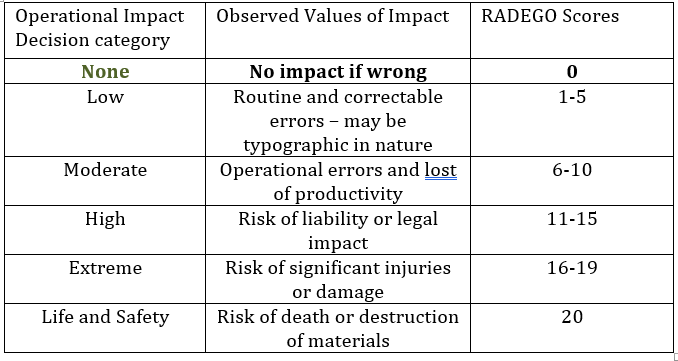 Operational Impact Observed Values of Impact RADEGO Scores
Decision category
None No impact if wrong 0
Low Routine and correctable 1-5
errors – may be
typographic in nature
Moderate Operational errors and lost 6-10
of productivity
High Risk of liability or legal 11-15
impact
Extreme Risk of significant injuries 16-19
or damage
Life and Safety Risk of death or destruction 20
of materials